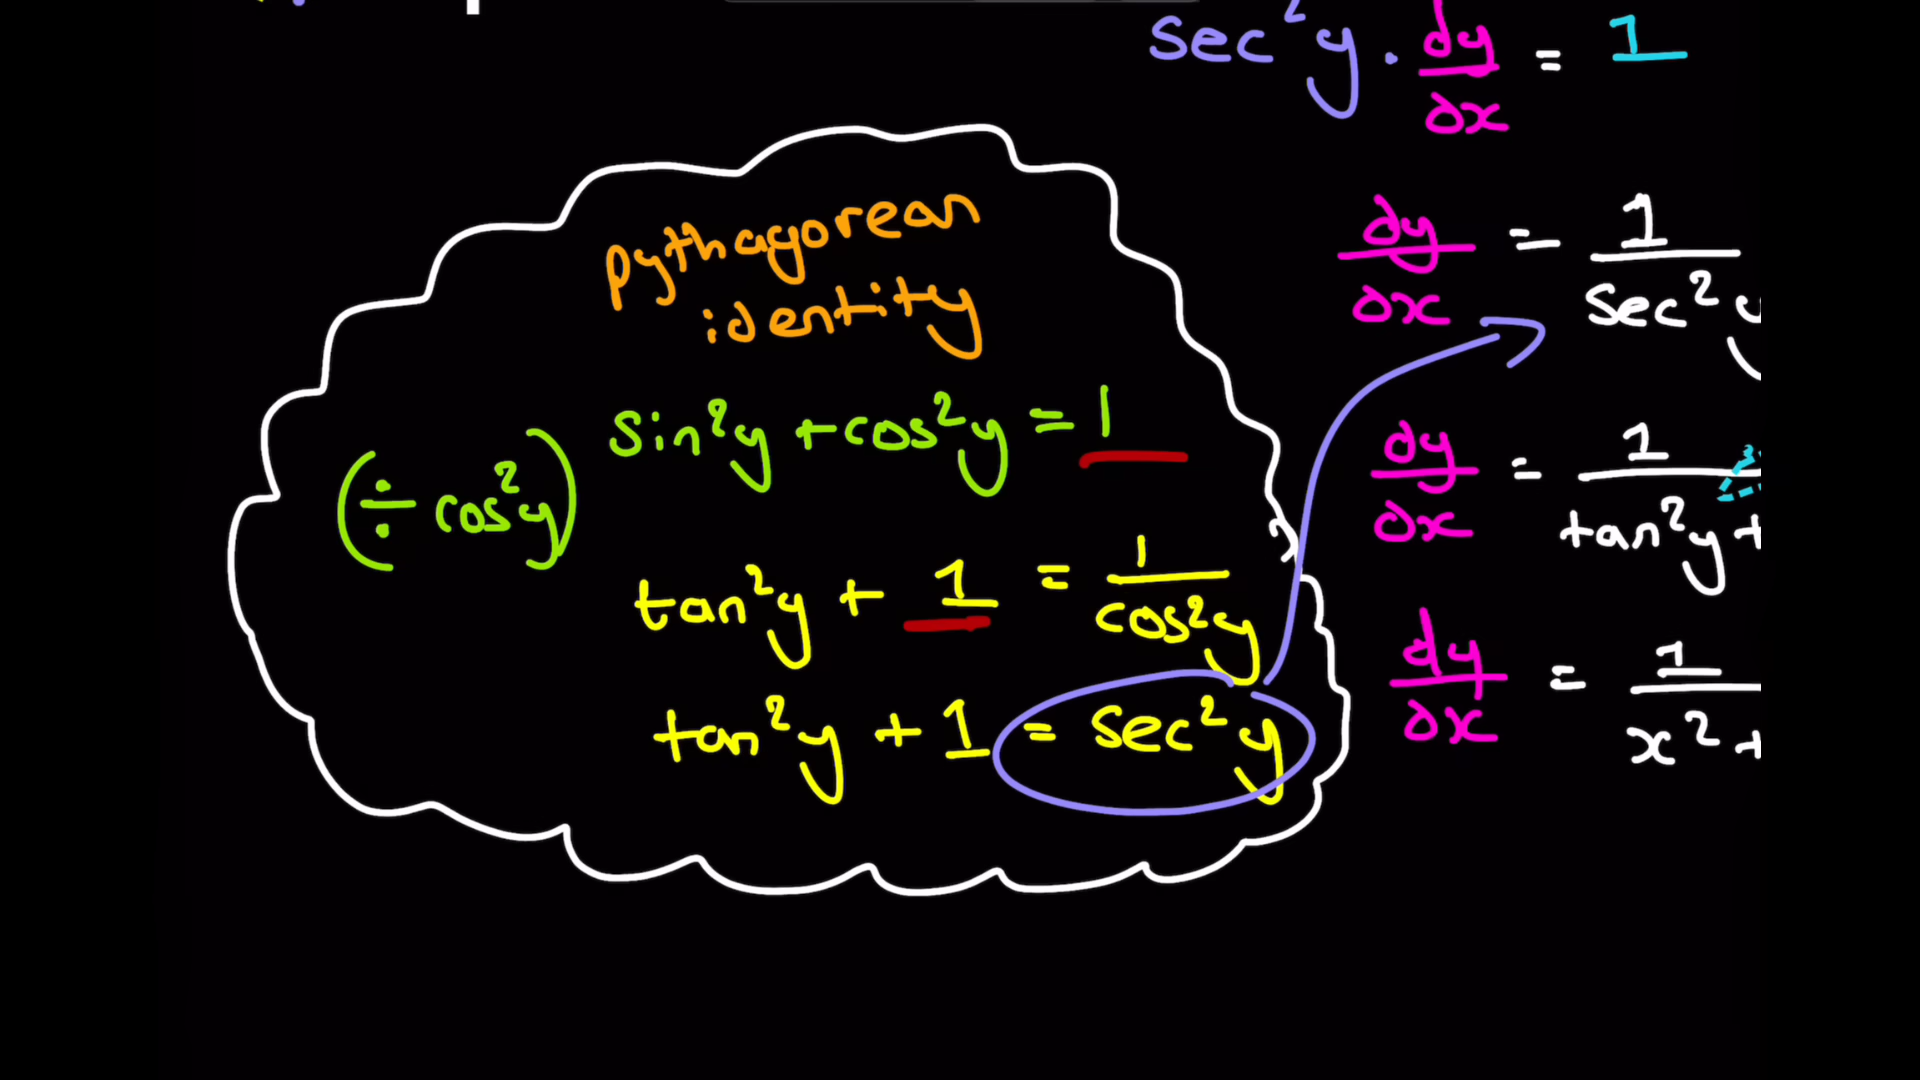 sec²y · dy/dx = 1
pythagorean
identity
dy/dx = 1/sec²
sin²y + cos²y = 1
(÷ cos²y)
dy/dx = 1/tan²y +
tan²y + 1 = 1/cos²y
tan²y + 1 = sec²y
dy/dx = 1/x² +